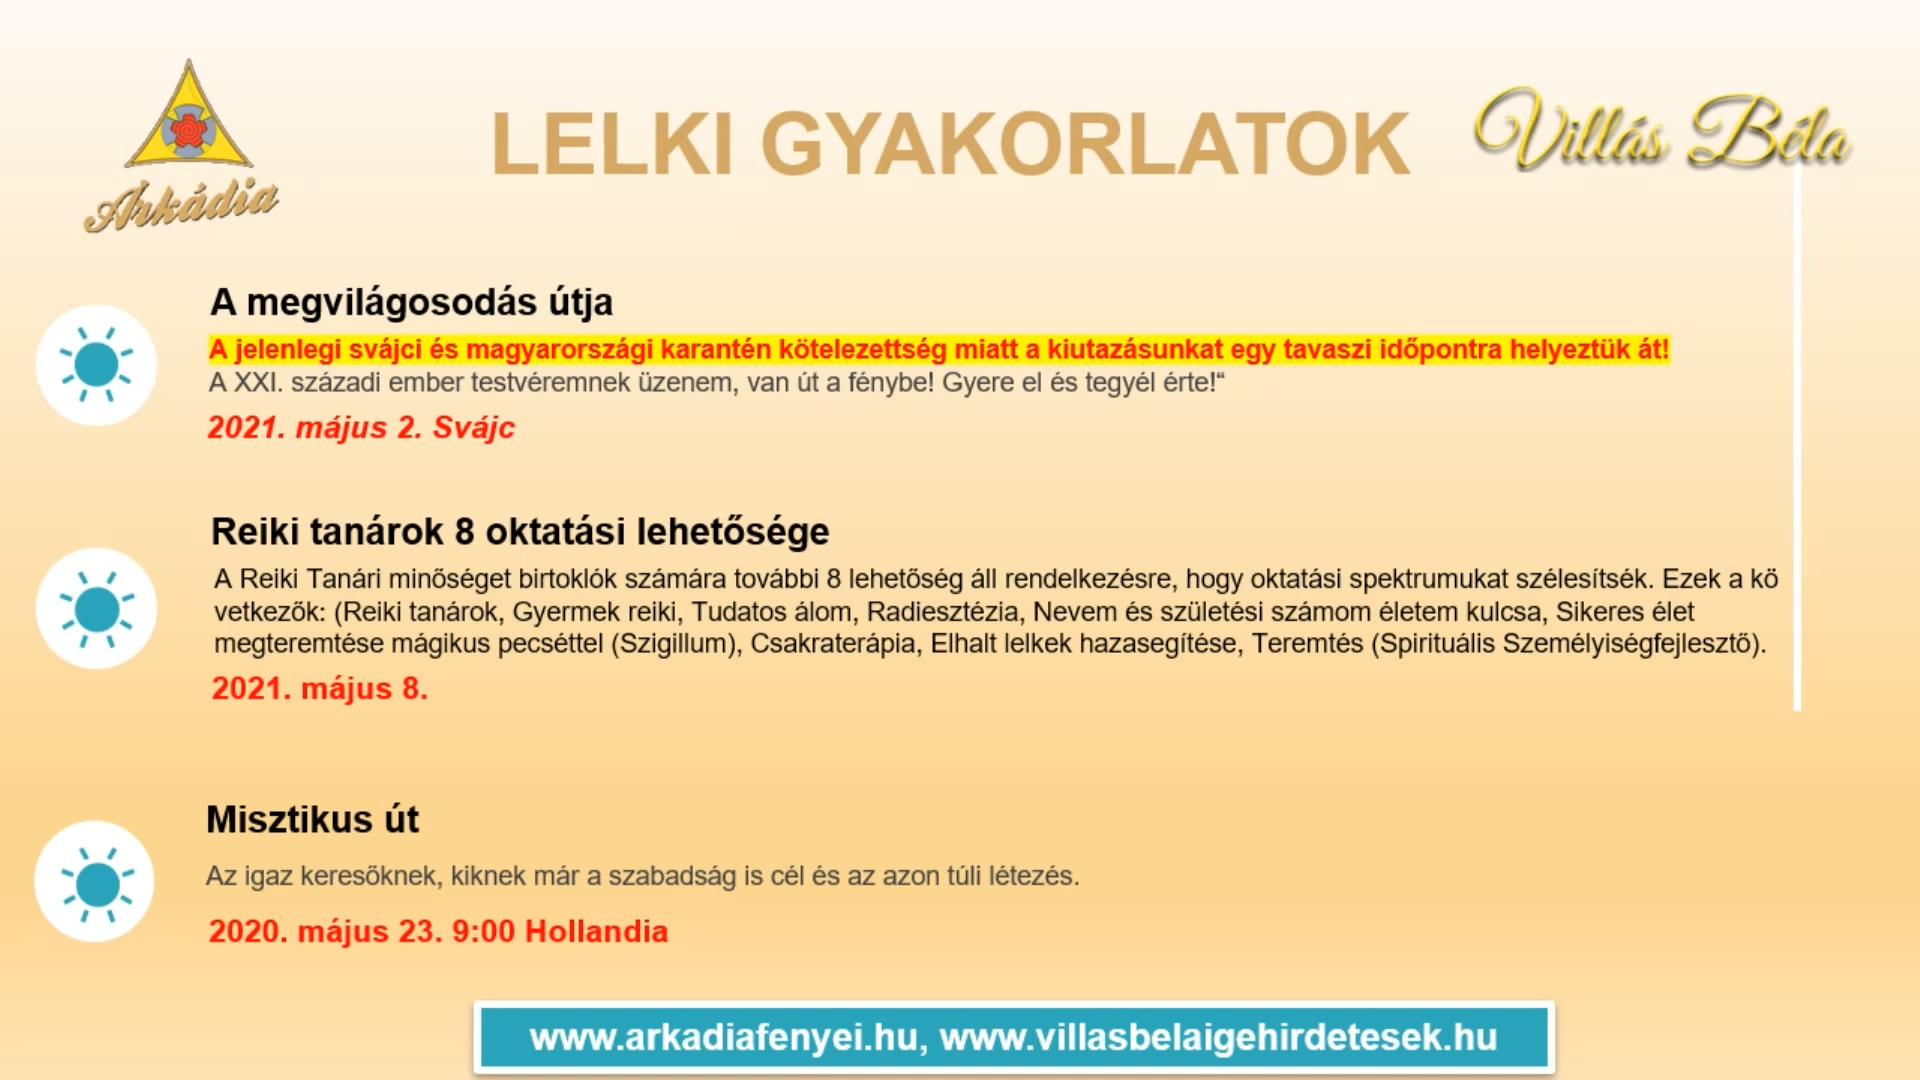 Arkádia
LELKI GYAKORLATOK
Villás Béla
A megvilágosodás útja
A jelenlegi svájci és magyarországi karantén kötelezettség miatt a kiutazásunkat egy tavaszi időpontra helyeztük át!
A XXI. századi ember testvéremnek üzenem, van út a fénybe! Gyere el és tegyél érte!“
2021. május 2. Svájc
Reiki tanárok 8 oktatási lehetősége
A Reiki Tanári minőséget birtoklók számára további 8 lehetőség áll rendelkezésre, hogy oktatási spektrumukat szélesítsék. Ezek a kö
vetkezők: (Reiki tanárok, Gyermek reiki, Tudatos álom, Radiesztézia, Nevem és születési számom életem kulcsa, Sikeres élet
megteremtése mágikus pecséttel (Szigillum), Csakraterápia, Elhalt lelkek hazasegítése, Teremtés (Spirituális Személyiségfejlesztő).
2021. május 8.
Misztikus út
Az igaz keresőknek, kiknek már a szabadság is cél és az azon túli létezés.
2020. május 23. 9:00 Hollandia
www.arkadiafenyei.hu, www.villasbelaigehirdetesek.hu